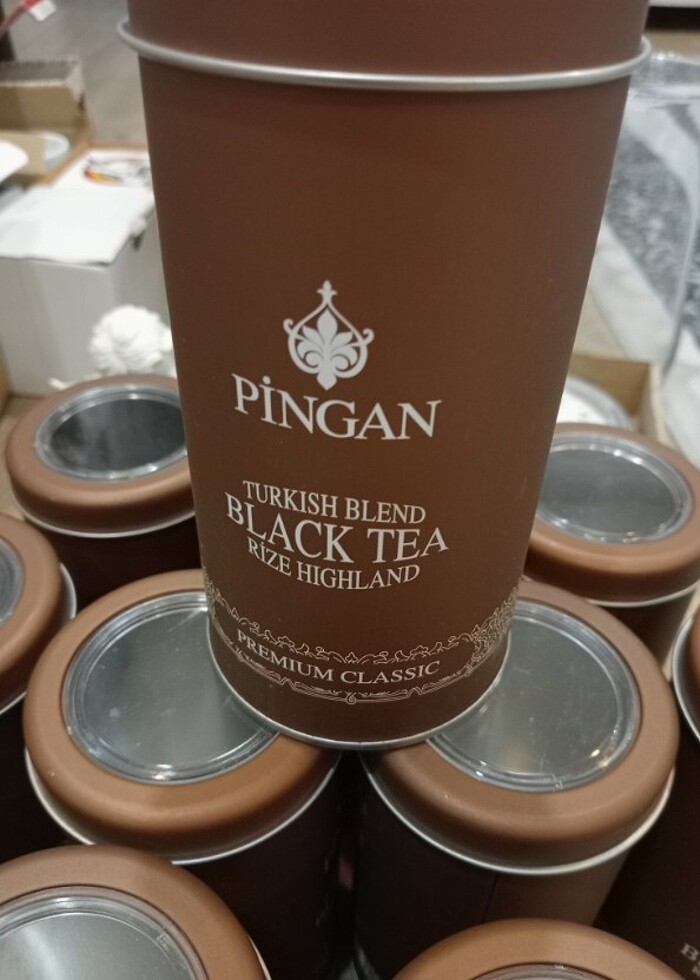 PİNGAN
TURKISH BLEND
BLACK TEA
RİZE HIGHLAND
PREMIUM CLASSIC